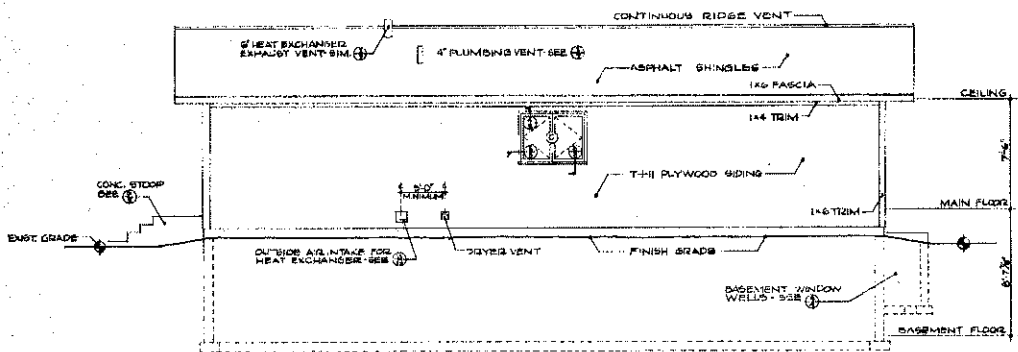 CONTINUOUS RIDGE VENT
6" HEAT EXCHANGER
EXHAUST VENT-SIM.
4" PLUMBING VENT-SEE
ASPHALT SHINGLES
1X6 FASCIA
CEILING
1X4 TRIM
7'-6"
T-1-11 PLYWOOD SIDING
CONC. STOOP
SEE
5'-0"
MINIMUM
1X6 TRIM
MAIN FLOOR
EXIST. GRADE
OUTSIDE AIR INTAKE FOR
HEAT EXCHANGER-SEE
DRYER VENT
FINISH GRADE
BASEMENT WINDOW
WELLS - SEE
BASEMENT FLOOR